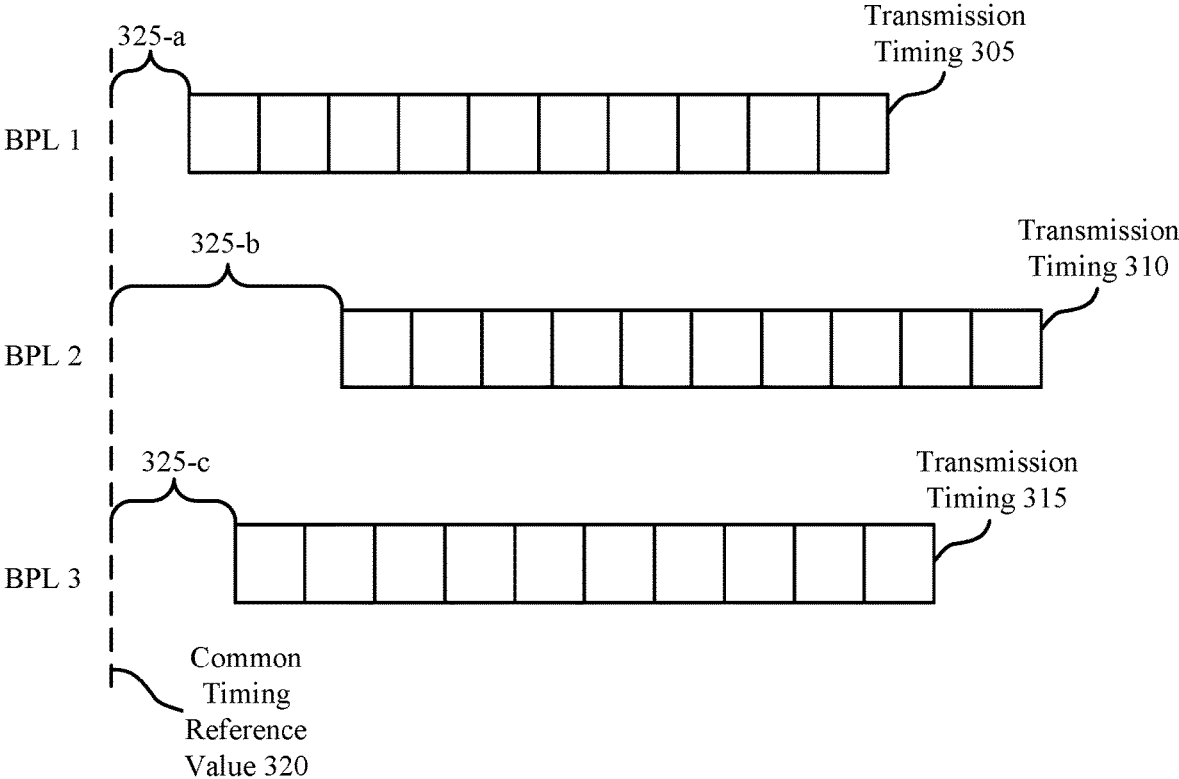 325-a
Transmission
Timing 305
BPL 1
325-b
Transmission
Timing 310
BPL 2
325-c
Transmission
Timing 315
BPL 3
Common
Timing
Reference
Value 320